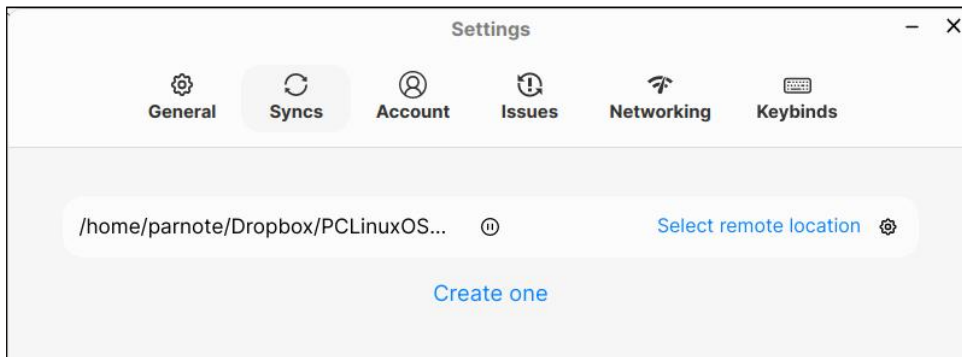 Settings
General Syncs Account Issues Networking Keybinds
/home/parnote/Dropbox/PCLinuxOS... Select remote location
Create one